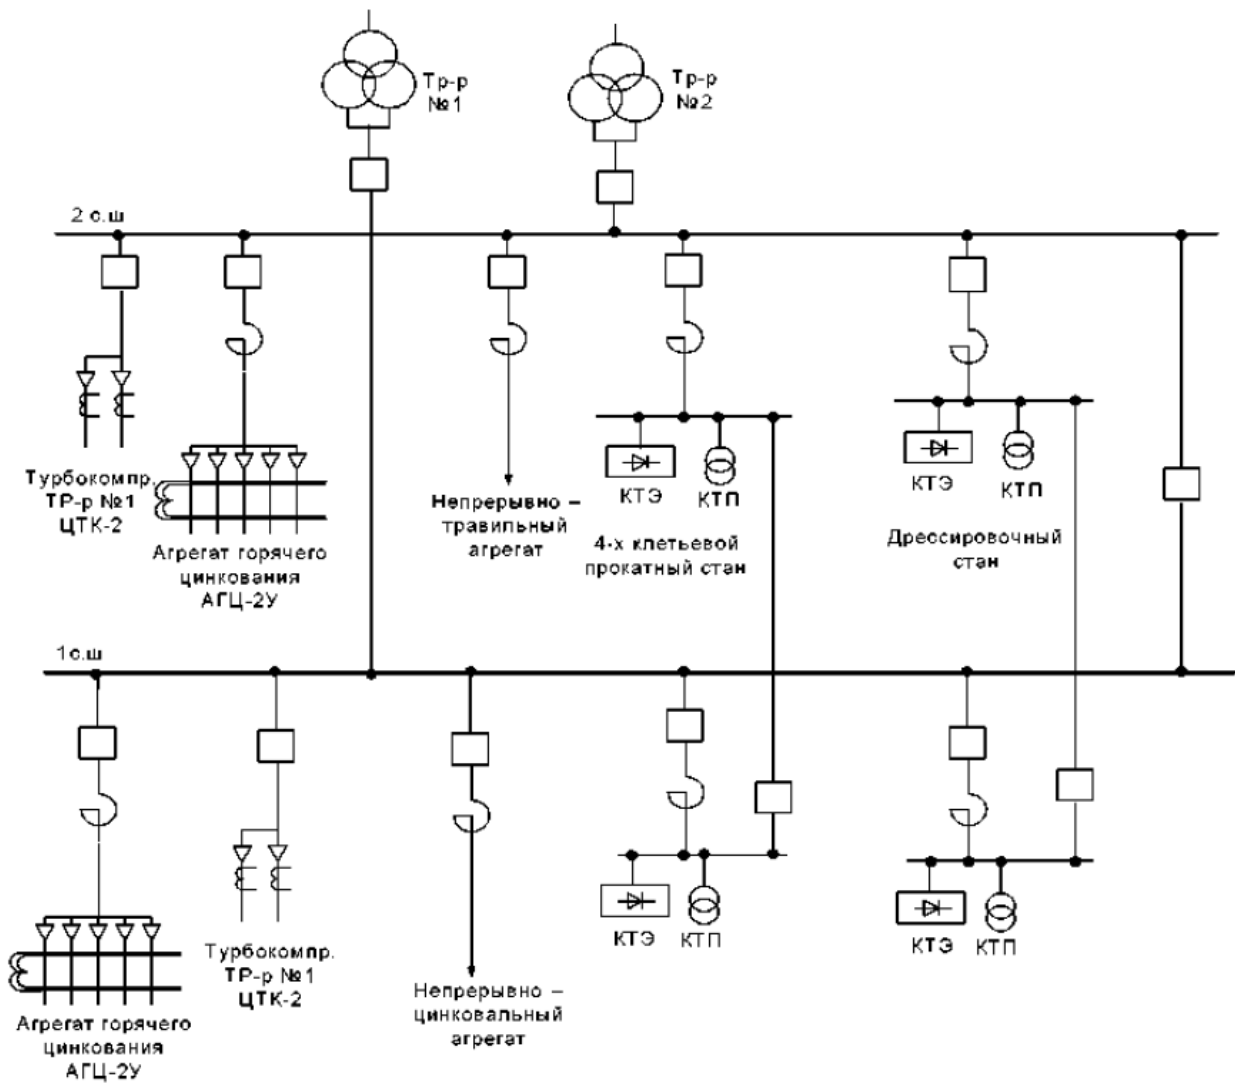 Тр-р
№1
Тр-р
№2
2 с.ш
Турбокомпр.
ТР-р №1
ЦТК-2
Агрегат горячего
цинкования
АГЦ-2У
Непрерывно –
травильный
агрегат
КТЭ
КТП
4-х клетьевой
прокатный стан
КТЭ
КТП
Дрессировочный
стан
1с.ш
Агрегат горячего
цинкования
АГЦ-2У
Турбокомпр.
ТР-р №1
ЦТК-2
Непрерывно –
цинковальный
агрегат
КТЭ
КТП
КТЭ
КТП